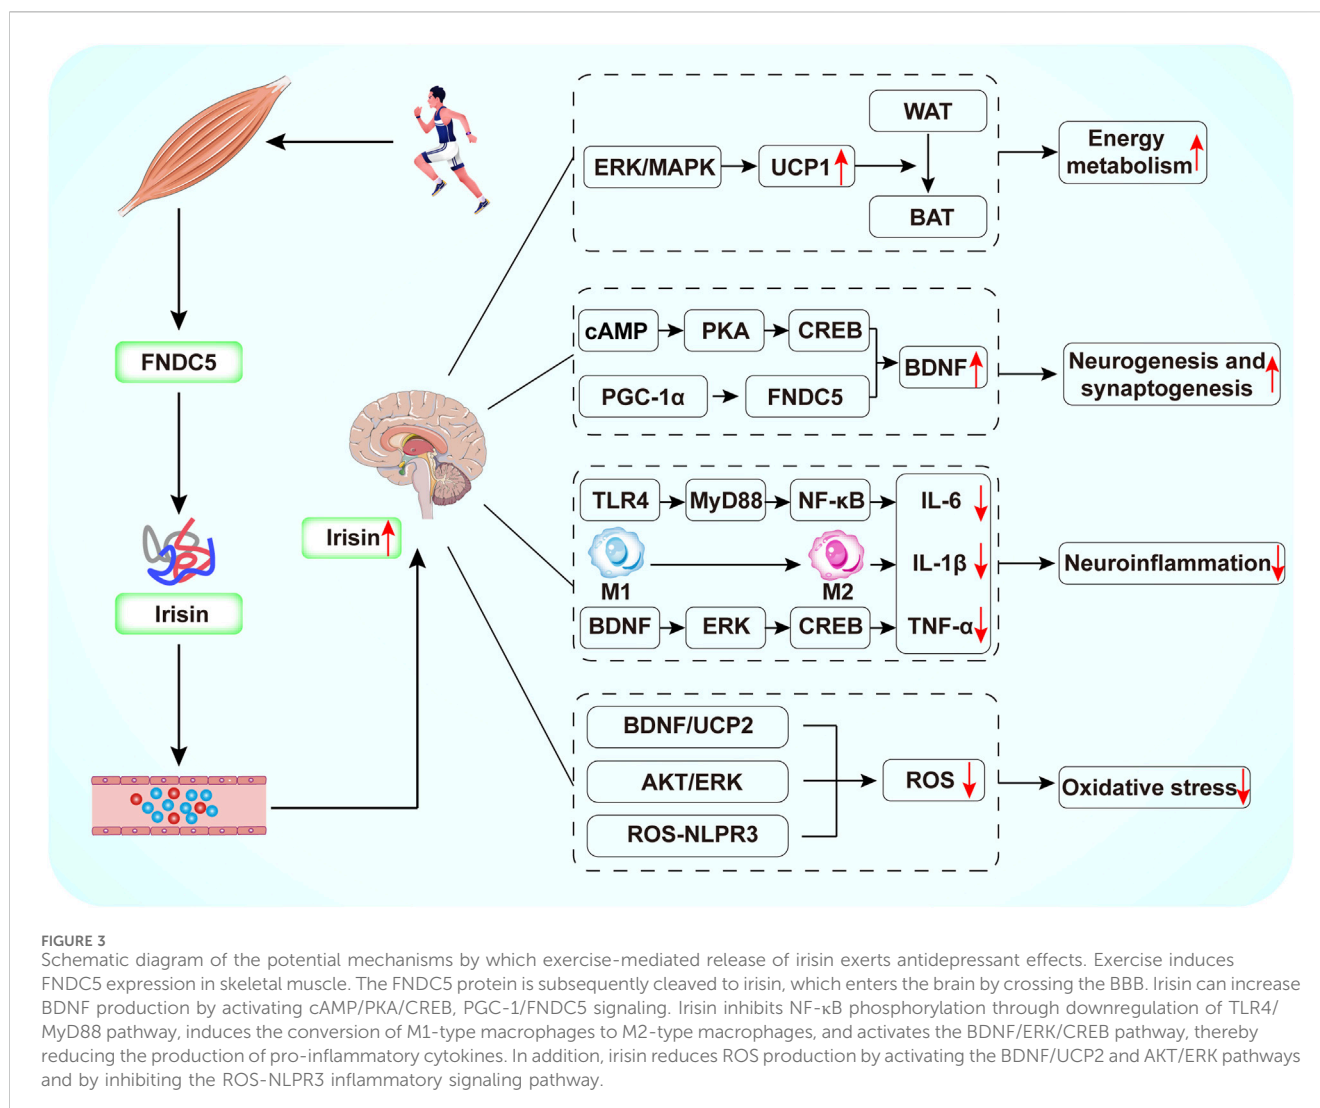 WAT
ERK/MAPK
UCP1
BAT
Energy
metabolism
cAMP
PKA
CREB
BDNF
PGC-1α
FNDC5
Neurogenesis and
synaptogenesis
FNDC5
Irisin
Irisin
TLR4
MyD88
NF-κB
IL-6
M1
M2
IL-1β
BDNF
ERK
CREB
TNF-α
Neuroinflammation
BDNF/UCP2
AKT/ERK
ROS-NLPR3
ROS
Oxidative stress
FIGURE 3
Schematic diagram of the potential mechanisms by which exercise-mediated release of irisin exerts antidepressant effects. Exercise induces
FNDC5 expression in skeletal muscle. The FNDC5 protein is subsequently cleaved to irisin, which enters the brain by crossing the BBB. Irisin can increase
BDNF production by activating cAMP/PKA/CREB, PGC-1/FNDC5 signaling. Irisin inhibits NF-κB phosphorylation through downregulation of TLR4/
MyD88 pathway, induces the conversion of M1-type macrophages to M2-type macrophages, and activates the BDNF/ERK/CREB pathway, thereby
reducing the production of pro-inflammatory cytokines. In addition, irisin reduces ROS production by activating the BDNF/UCP2 and AKT/ERK pathways
and by inhibiting the ROS-NLPR3 inflammatory signaling pathway.